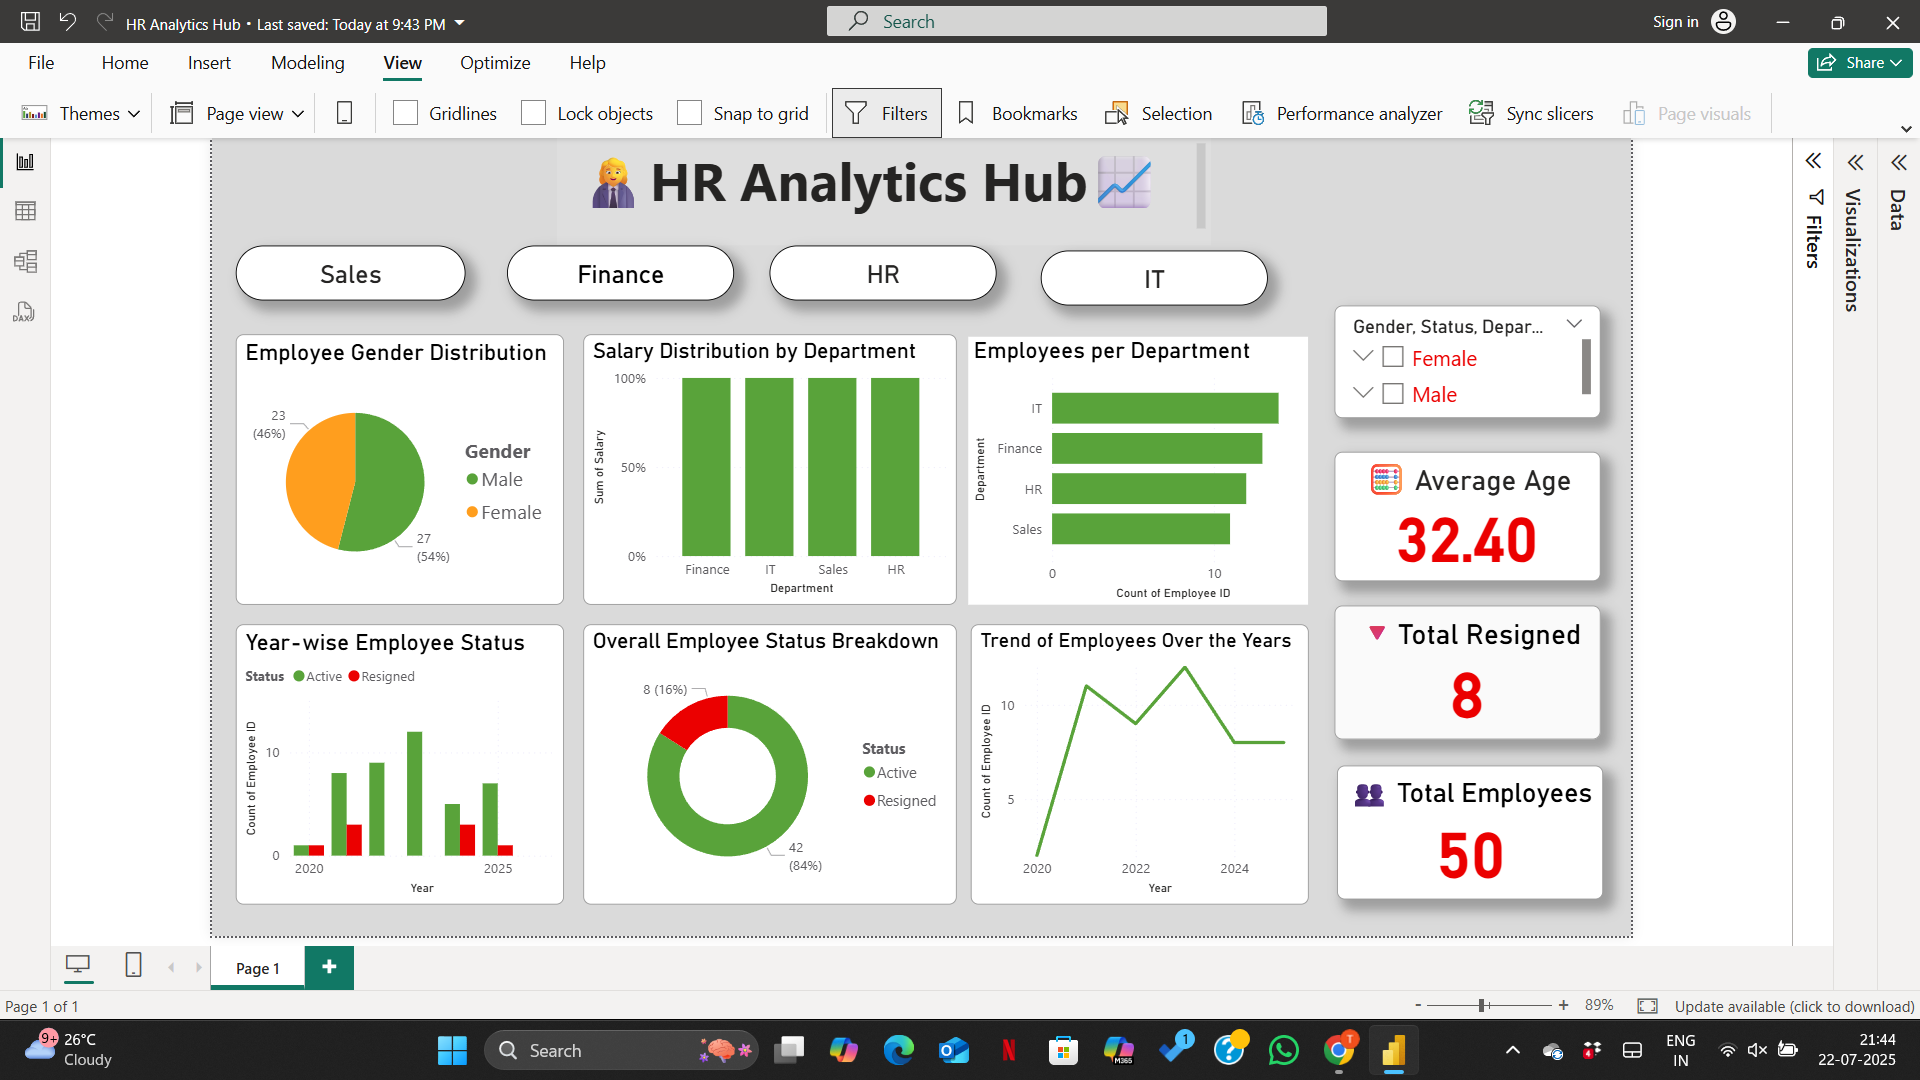 HR Analytics Hub • Last saved: Today at 9:43 PM
Search
Sign in
File Home Insert Modeling View Optimize Help
Share
Themes Page view Gridlines Lock objects Snap to grid Filters Bookmarks Selection Performance analyzer Sync slicers Page visuals
HR Analytics Hub
Sales Finance HR IT
Employee Gender Distribution
23
(46%)
Gender
Male
Female
27
(54%)
Salary Distribution by Department
Sum of Salary
100%
50%
0%
Finance IT Sales HR
Department
Employees per Department
Department
IT
Finance
HR
Sales
0 10
Count of Employee ID
Gender, Status, Depar...
Female
Male
Average Age
32.40
Total Resigned
8
Total Employees
50
Year-wise Employee Status
Status Active Resigned
Count of Employee ID
10
0
2020 2025
Year
Overall Employee Status Breakdown
8 (16%)
Status
Active
Resigned
42
(84%)
Trend of Employees Over the Years
Count of Employee ID
10
5
2020 2022 2024
Year
Filters
Visualizations
Data
DAX
Page 1
+
Page 1 of 1
- + 89%
Update available (click to download)
9+
26°C
Cloudy
Search
M365
1
T
4
ENG
IN
21:44
22-07-2025